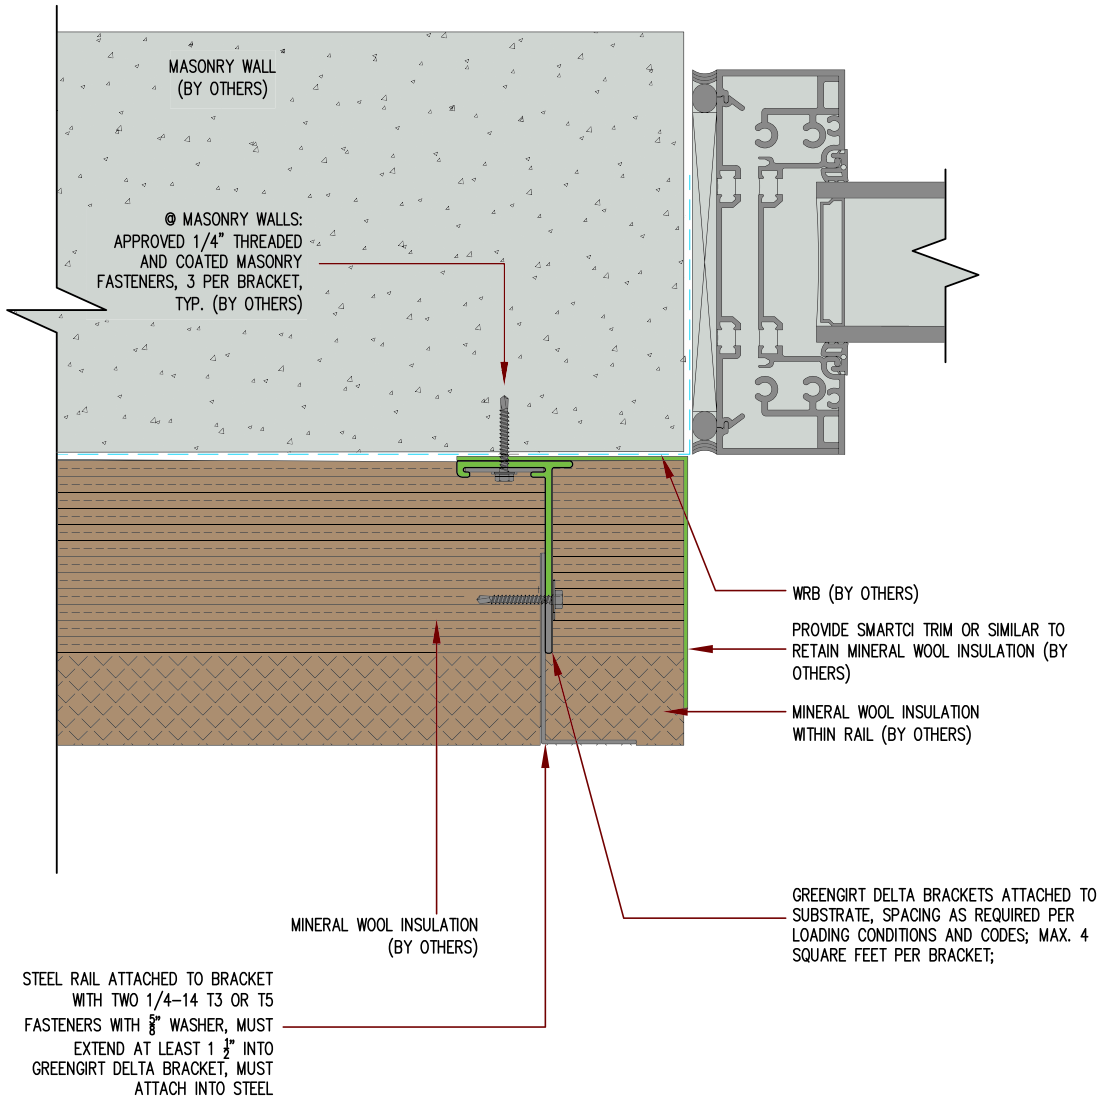 MASONRY WALL
(BY OTHERS)
@ MASONRY WALLS:
APPROVED 1/4" THREADED
AND COATED MASONRY
FASTENERS, 3 PER BRACKET,
TYP. (BY OTHERS)
WRB (BY OTHERS)
PROVIDE SMARTCI TRIM OR SIMILAR TO
RETAIN MINERAL WOOL INSULATION (BY
OTHERS)
MINERAL WOOL INSULATION
WITHIN RAIL (BY OTHERS)
GREENGIRT DELTA BRACKETS ATTACHED TO
SUBSTRATE, SPACING AS REQUIRED PER
LOADING CONDITIONS AND CODES; MAX. 4
SQUARE FEET PER BRACKET;
MINERAL WOOL INSULATION
(BY OTHERS)
STEEL RAIL ATTACHED TO BRACKET
WITH TWO 1/4-14 T3 OR T5
FASTENERS WITH 5/8" WASHER, MUST
EXTEND AT LEAST 1 1/2" INTO
GREENGIRT DELTA BRACKET, MUST
ATTACH INTO STEEL